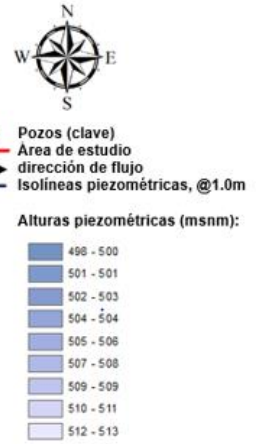 N
W E
S
Pozos (clave)
Área de estudio
dirección de flujo
Isolíneas piezométricas, @1.0m
Alturas piezométricas (msnm):
498 - 500
501 - 501
502 - 503
504 - 504
505 - 506
507 - 508
509 - 509
510 - 511
512 - 513